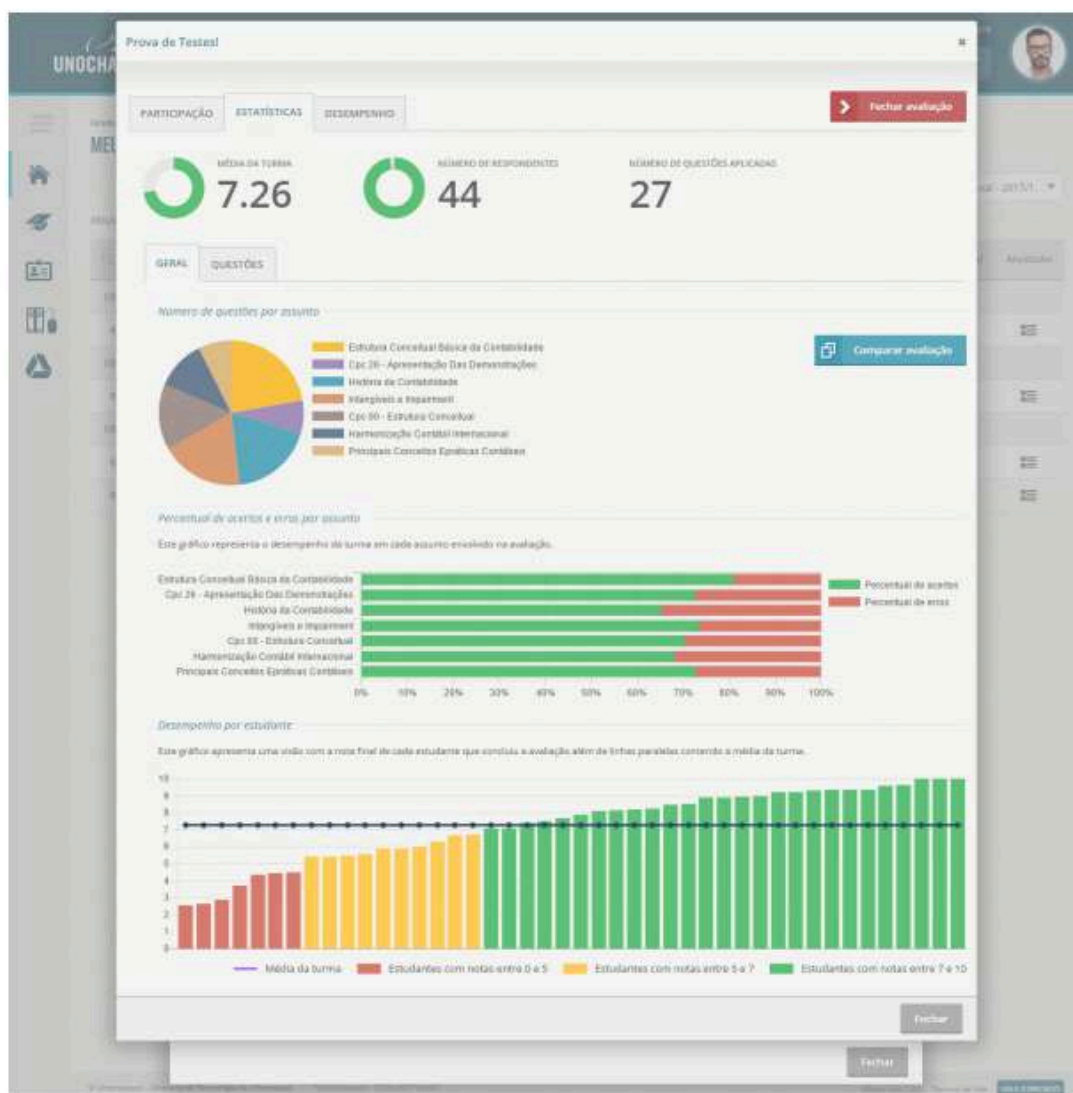 Prova de Testes!
UNOCHA
PARTICIPAÇÃO
ESTATÍSTICAS
DESEMPENHO
Fechar avaliação
MEL
MÉDIA DA TURMA
7.26
NÚMERO DE RESPONDENTES
44
NÚMERO DE QUESTÕES APLICADAS
27
2015/1
GERAL
QUESTÕES
Número de questões por assunto
Estrutura Conceitual Básica da Contabilidade
Cpc 26 - Apresentação Das Demonstrações
História da Contabilidade
Intangíveis e Impairment
Cpc 00 - Estrutura Conceitual
Harmonização Contábil Internacional
Principais Conceitos Epráticas Contábeis
Comparar avaliação
Percentual de acertos e erros por assunto
Este gráfico representa o desempenho da turma em cada assunto envolvido na avaliação.
Estrutura Conceitual Básica da Contabilidade
Cpc 26 - Apresentação Das Demonstrações
História da Contabilidade
Intangíveis e Impairment
Cpc 00 - Estrutura Conceitual
Harmonização Contábil Internacional
Principais Conceitos Epráticas Contábeis
0% 10% 20% 30% 40% 50% 60% 70% 80% 90% 100%
Percentual de acertos
Percentual de erros
Desempenho por estudante
Este gráfico apresenta uma visão com a nota final de cada estudante que concluiu a avaliação além de linhas paralelas contendo a média da turma.
10
9
8
7
6
5
4
3
2
1
0
Média da turma
Estudantes com notas entre 0 e 5
Estudantes com notas entre 5 e 7
Estudantes com notas entre 7 e 10
Fechar
Fechar